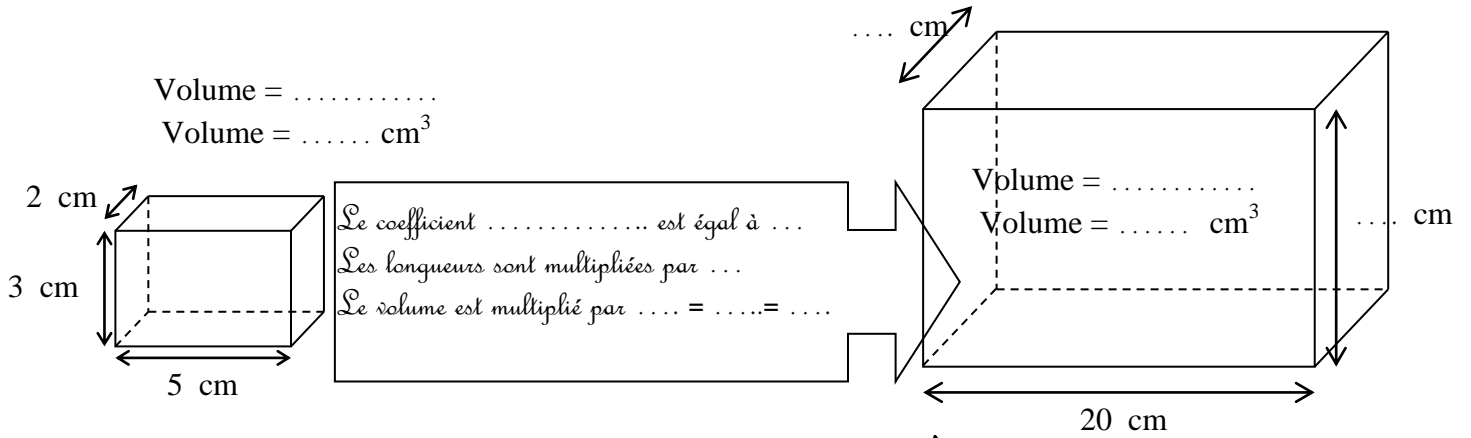 …. cm
Volume = …………
Volume = …… cm³
2 cm
3 cm
5 cm
Le coefficient ………….. est égal à …
Les longueurs sont multipliées par …
Le volume est multiplié par …. = …..= ….
Volume = …………
Volume = …… cm³
…. cm
20 cm